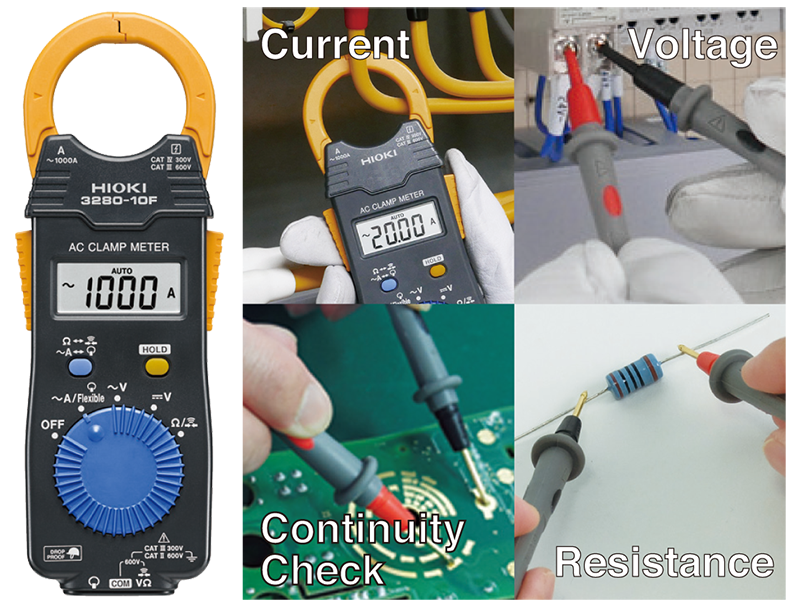 A
~1000A
CAT IV 300V
CAT III 600V
HIOKI
3280-10F
AC CLAMP METER
AUTO
~1000 A
Ω
~A
HOLD
~A/Flexible
~V
V
OFF
Ω/
DROP PROOF
CAT III 300V
CAT II 600V
600V
COM
VΩ
Current
A
~1000A
HIOKI
AC CLAMP METER
AUTO
~20.00 A
Ω
~A
HOLD
~V
V
Voltage
Continuity
Check
Resistance